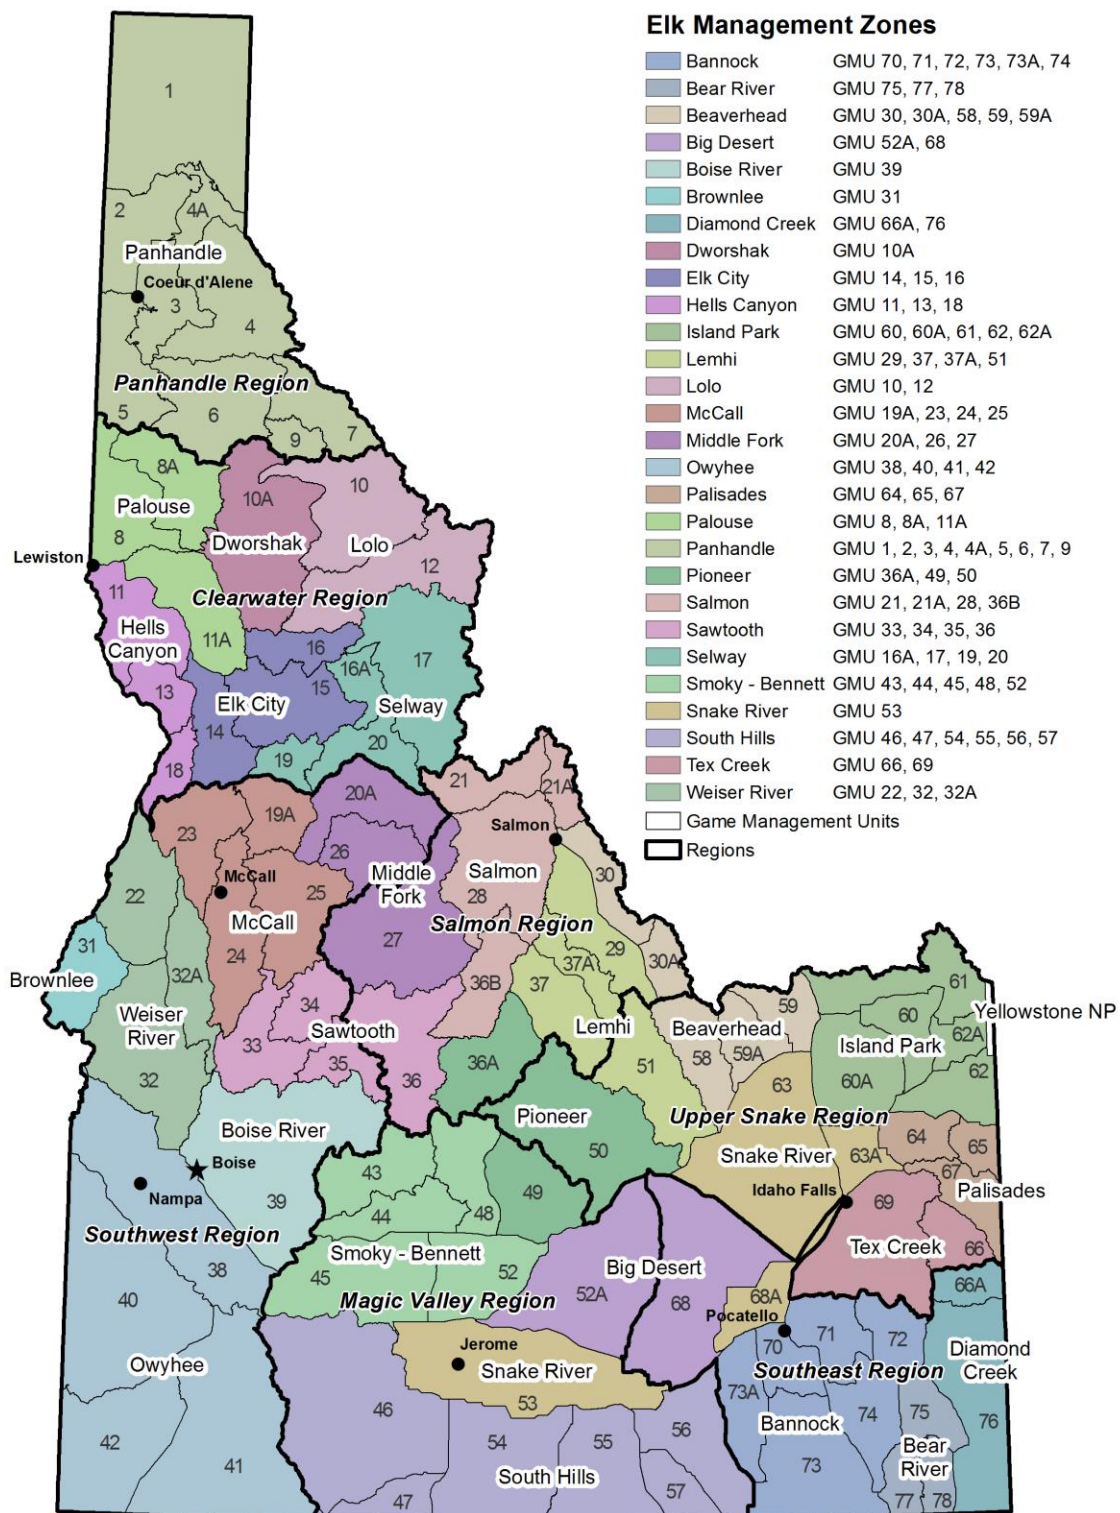 Elk Management Zones
Bannock GMU 70, 71, 72, 73, 73A, 74
Bear River GMU 75, 77, 78
Beaverhead GMU 30, 30A, 58, 59, 59A
Big Desert GMU 52A, 68
Boise River GMU 39
Brownlee GMU 31
Diamond Creek GMU 66A, 76
Dworshak GMU 10A
Elk City GMU 14, 15, 16
Hells Canyon GMU 11, 13, 18
Island Park GMU 60, 60A, 61, 62, 62A
Lemhi GMU 29, 37, 37A, 51
Lolo GMU 10, 12
McCall GMU 19A, 23, 24, 25
Middle Fork GMU 20A, 26, 27
Owyhee GMU 38, 40, 41, 42
Palisades GMU 64, 65, 67
Palouse GMU 8, 8A, 11A
Panhandle GMU 1, 2, 3, 4, 4A, 5, 6, 7, 9
Pioneer GMU 36A, 49, 50
Salmon GMU 21, 21A, 28, 36B
Sawtooth GMU 33, 34, 35, 36
Selway GMU 16A, 17, 19, 20
Smoky - Bennett GMU 43, 44, 45, 48, 52
Snake River GMU 53
South Hills GMU 46, 47, 54, 55, 56, 57
Tex Creek GMU 66, 69
Weiser River GMU 22, 32, 32A
Game Management Units
Regions
1
2
4A
Panhandle
Coeur d'Alene
3
4
Panhandle Region
5
6
9
7
8A
10A
10
Palouse
8
Dworshak
Lolo
Lewiston
12
11
Clearwater Region
Hells
Canyon
11A
16
16A
17
13
15
Elk City
Selway
14
20
19
18
21
21A
20A
19A
23
Salmon
26
McCall
Middle
Fork
Salmon
30
22
25
28
McCall
Salmon Region
31
24
27
29
30A
61
32A
37A
Brownlee
36B
37
Yellowstone NP
34
59
60
Weiser
River
Sawtooth
Lemhi
Beaverhead
62A
Island Park
33
59A
35
36A
51
58
62
32
36
63
60A
Pioneer
Upper Snake Region
Boise River
64
65
50
Snake River
63A
Boise
43
67
Nampa
49
Idaho Falls
69
Palisades
39
44
48
Southwest Region
Tex Creek
66
Smoky - Bennett
Big Desert
38
45
52
66A
40
Magic Valley Region
52A
68
68A
Pocatello
70
71
72
Jerome
Owyhee
Snake River
Southeast Region
Diamond
Creek
73A
46
53
75
74
56
Bannock
76
42
54
55
Bear
River
41
South Hills
73
47
57
77
78